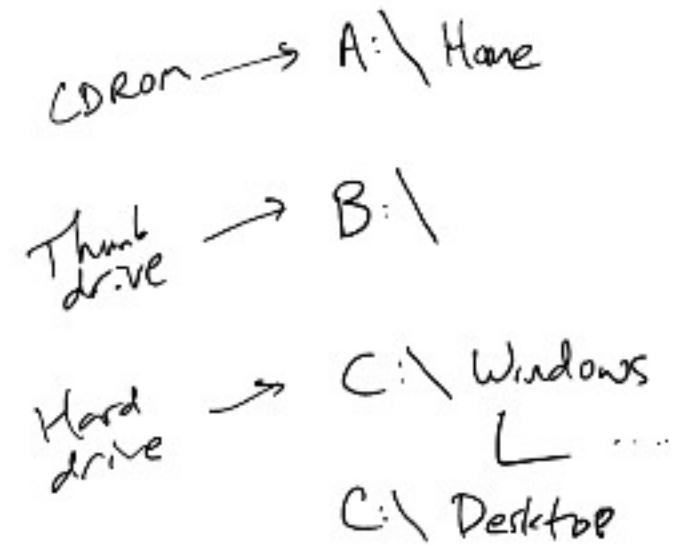 CDROM → A:\ Home
Thumb drive → B:\
Hard drive → C:\ Windows
....
C:\ Desktop